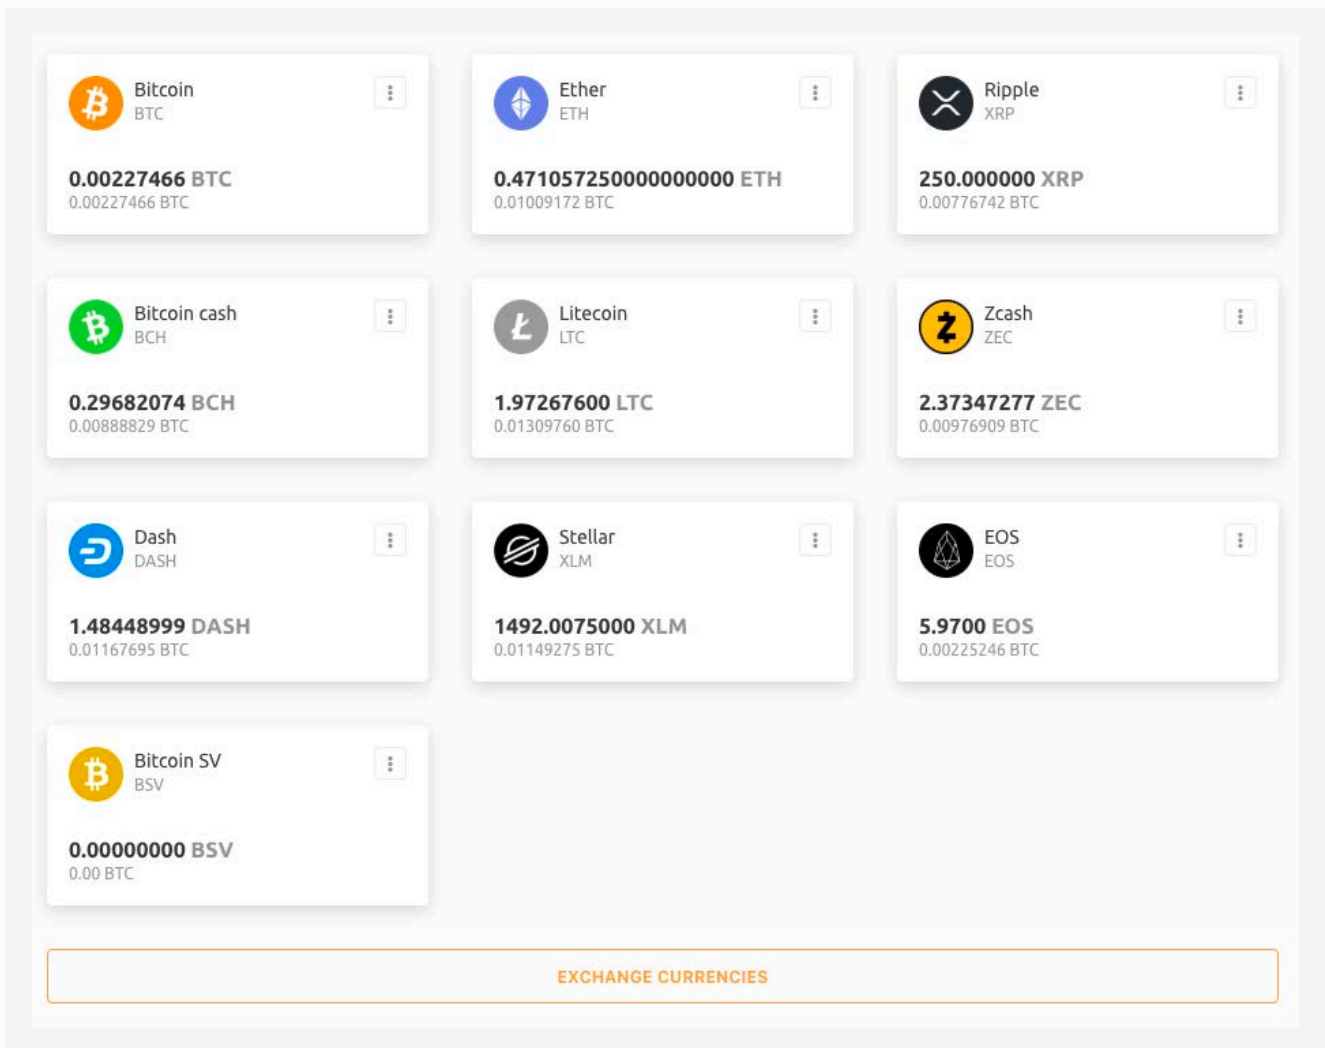 Bitcoin
BTC
0.00227466 BTC
0.00227466 BTC
Ether
ETH
0.471057250000000000 ETH
0.01009172 BTC
Ripple
XRP
250.000000 XRP
0.00776742 BTC
Bitcoin cash
BCH
0.29682074 BCH
0.00888829 BTC
Litecoin
LTC
1.97267600 LTC
0.01309760 BTC
Zcash
ZEC
2.37347277 ZEC
0.00976909 BTC
Dash
DASH
1.48448999 DASH
0.01167695 BTC
Stellar
XLM
1492.0075000 XLM
0.01149275 BTC
EOS
EOS
5.9700 EOS
0.00225246 BTC
Bitcoin SV
BSV
0.00000000 BSV
0.00 BTC
EXCHANGE CURRENCIES